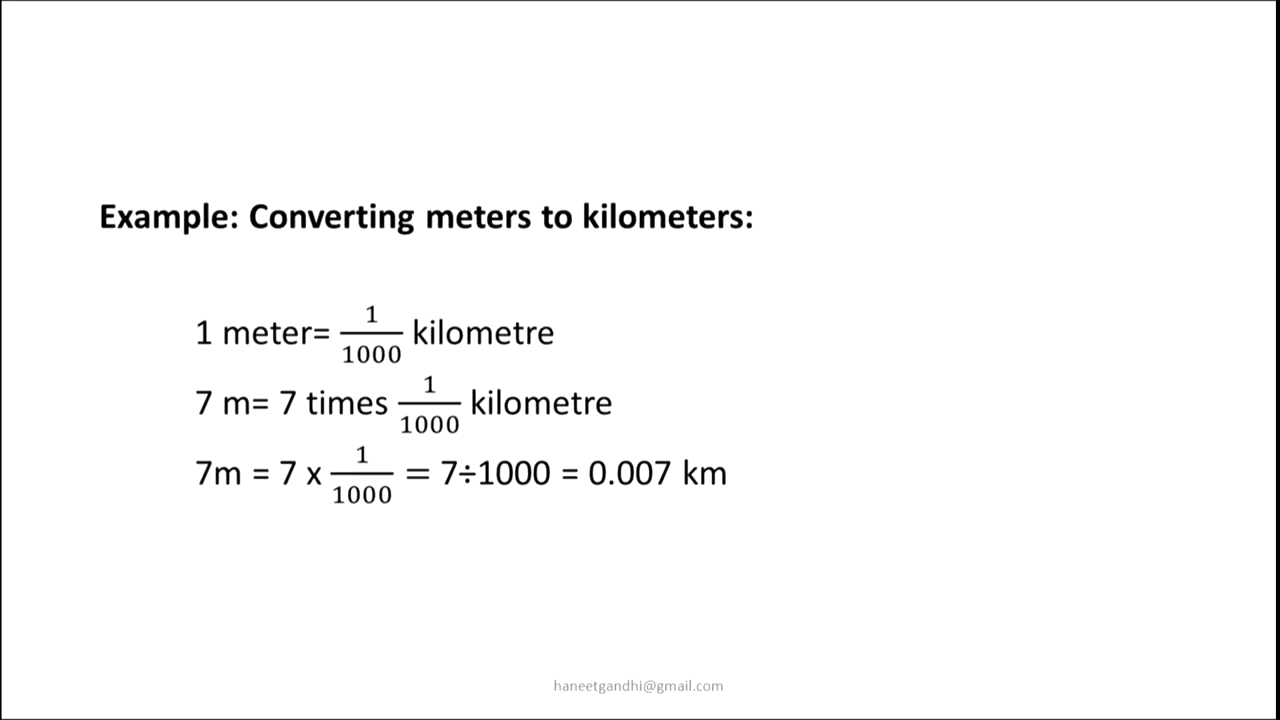 Example: Converting meters to kilometers:
1 meter= 1/1000 kilometre
7 m= 7 times 1/1000 kilometre
7m = 7 x 1/1000 = 7÷1000 = 0.007 km
haneetgandhi@gmail.com